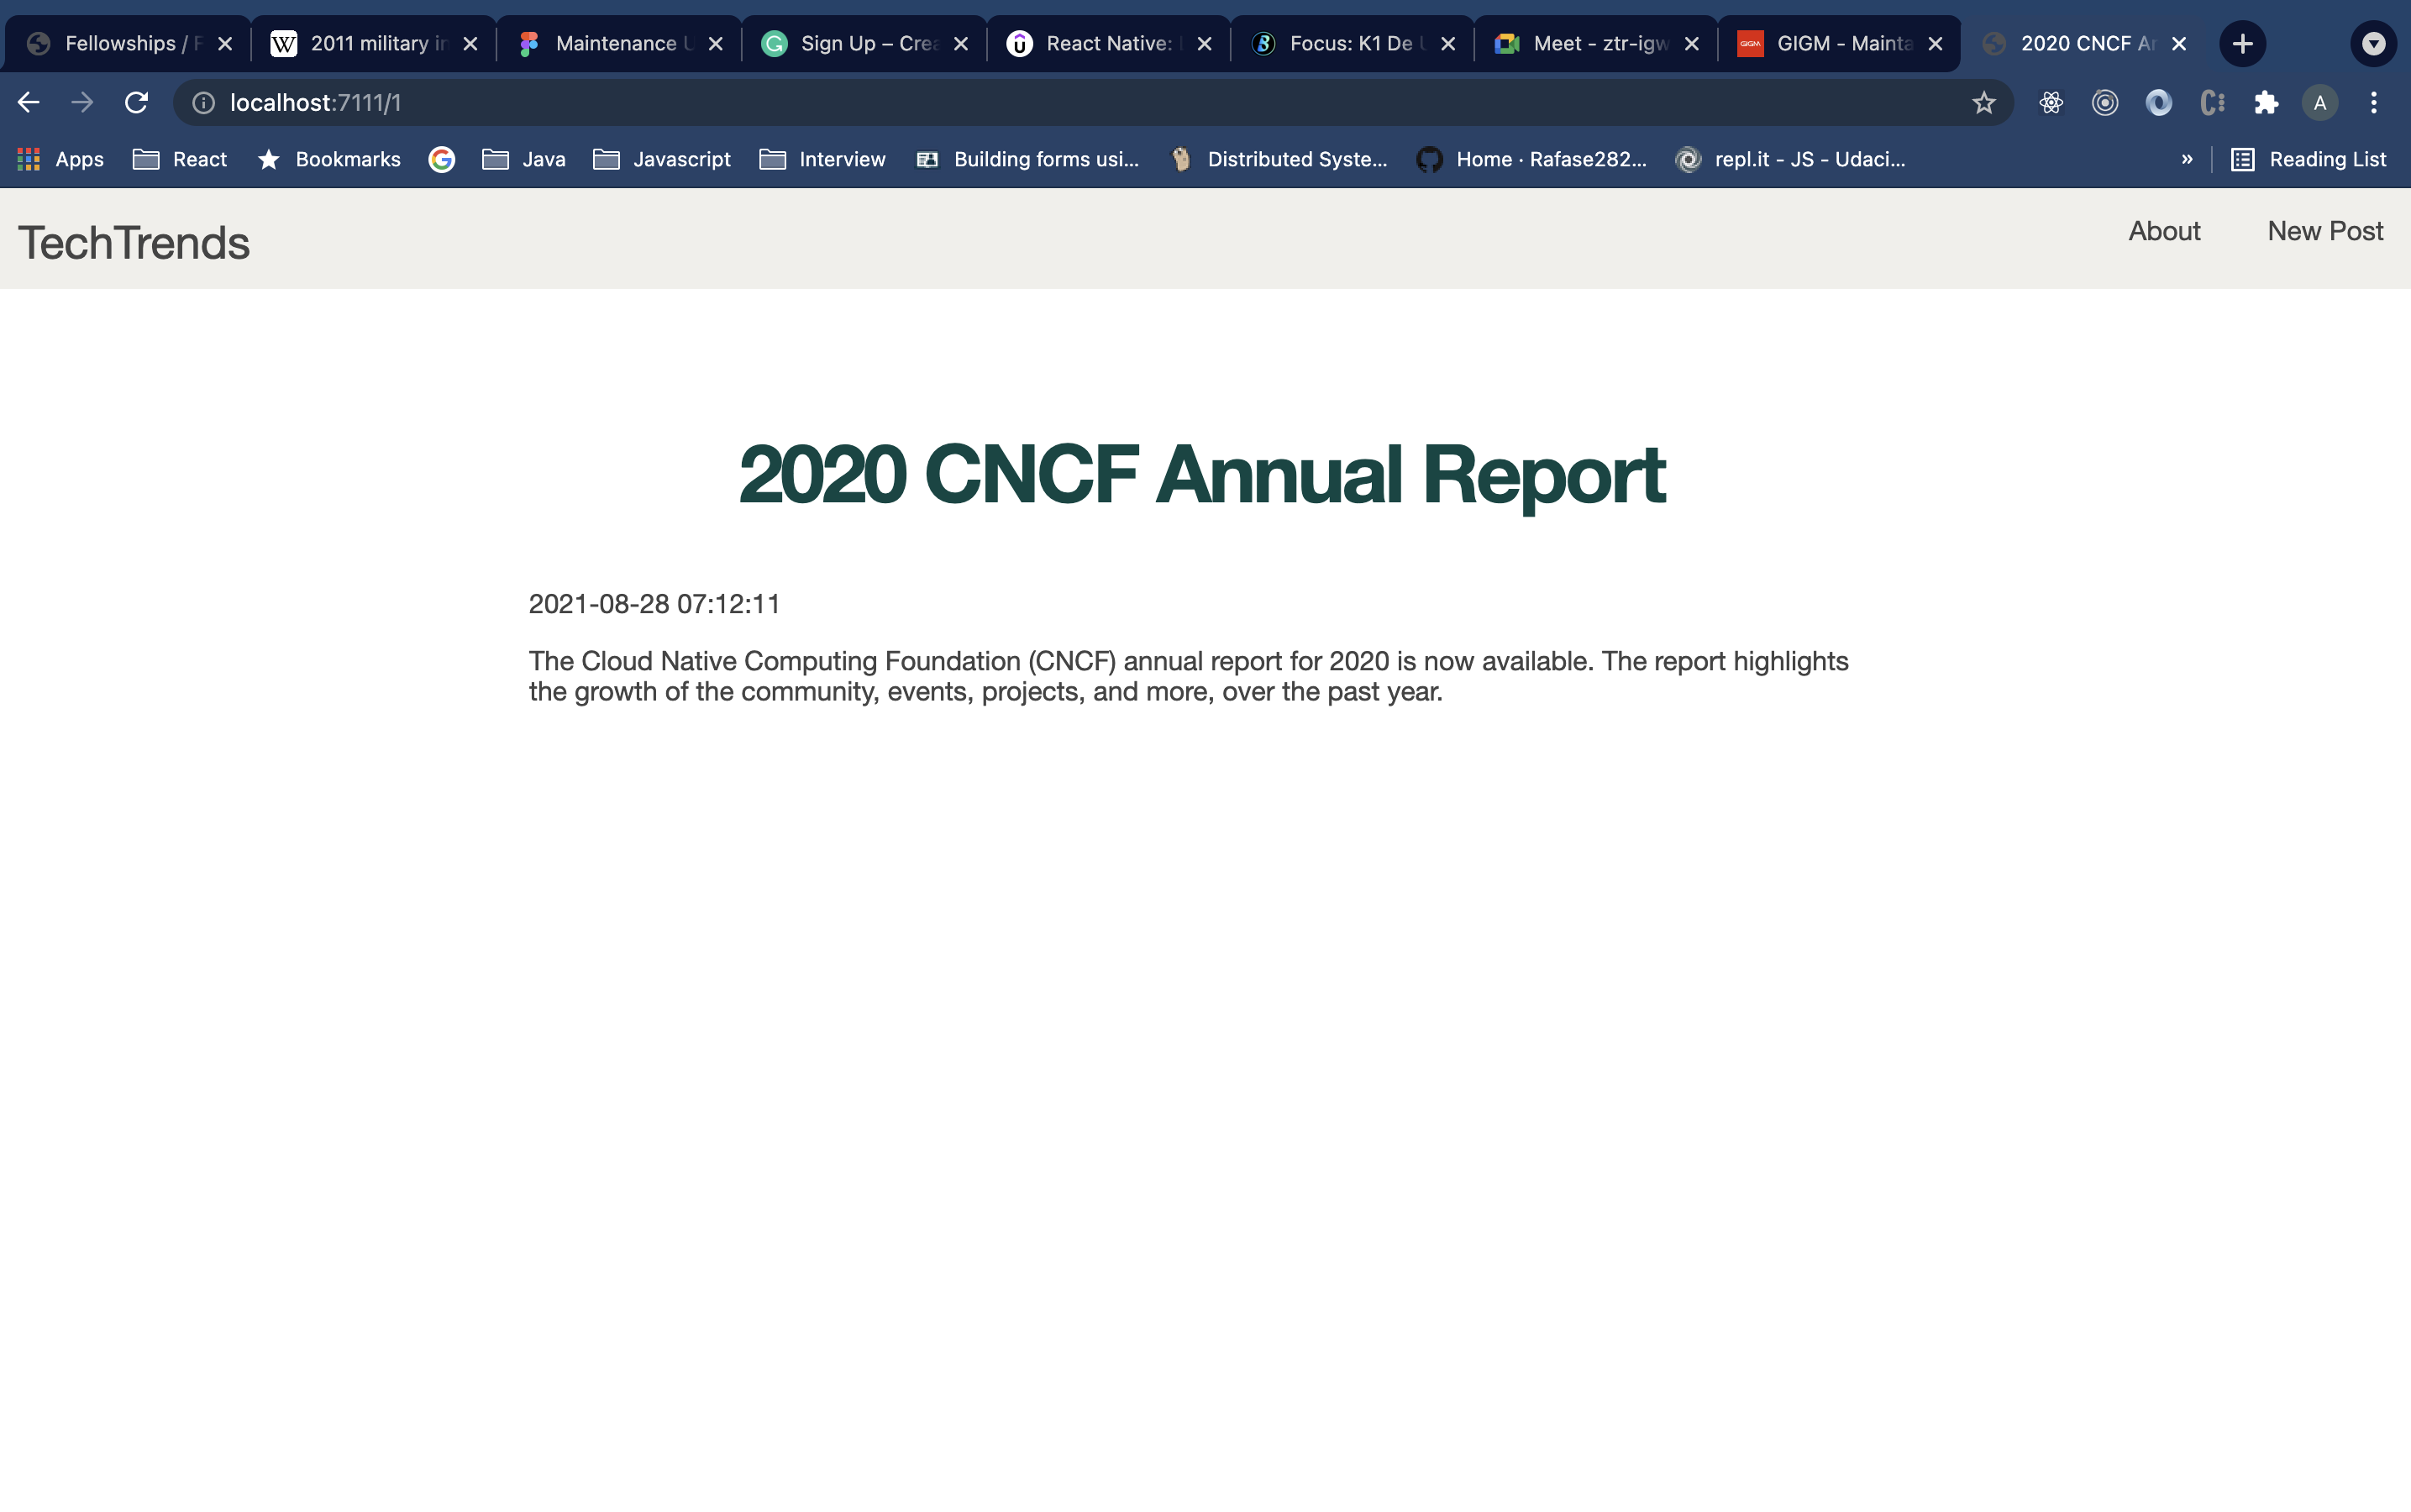 Fellowships /
2011 military in
Maintenance
Sign Up – Crea
React Native:
Focus: K1 De
Meet - ztr-igw
GIGM - Mainta
2020 CNCF
localhost:7111/1
A
Apps
React
Bookmarks
Java
Javascript
Interview
Building forms usi...
Distributed Syste...
Home · Rafase282...
repl.it - JS - Udaci...
»
Reading List
TechTrends
About
New Post
2020 CNCF Annual Report
2021-08-28 07:12:11
The Cloud Native Computing Foundation (CNCF) annual report for 2020 is now available. The report highlights
the growth of the community, events, projects, and more, over the past year.